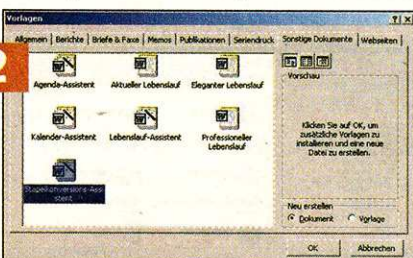 Vorlagen
Allgemein Berichte Briefe & Faxe Memos Publikationen Seriendruck Sonstige Dokumente Webseiten
2
Agenda-Assistent Aktueller Lebenslauf Eleganter Lebenslauf
Kalender-Assistent Lebenslauf-Assistent Professioneller
Lebenslauf
Stapelkonversions-Ass
istent
Vorschau
Klicken Sie auf OK, um
zusätzliche Vorlagen zu
installieren und eine neue
Datei zu erstellen.
Neu erstellen
Dokument Vorlage
OK Abbrechen